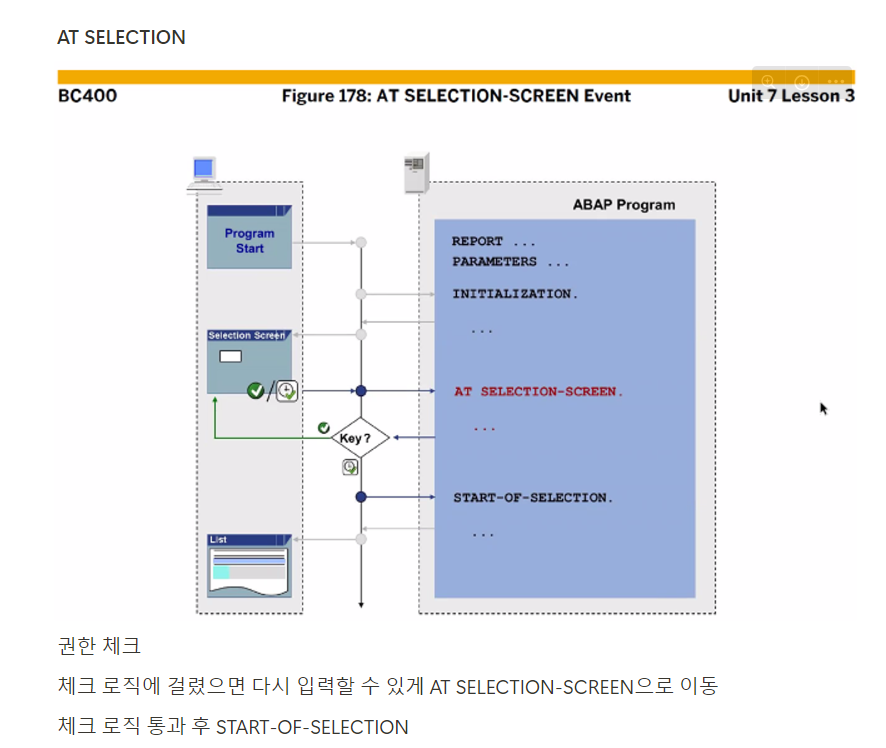 AT SELECTION
BC400 Figure 178: AT SELECTION-SCREEN Event Unit 7 Lesson 3
ABAP Program
Program
Start
REPORT ...
PARAMETERS ...
INITIALIZATION.
...
Selection Screen
AT SELECTION-SCREEN.
...
Key ?
START-OF-SELECTION.
...
List
권한 체크
체크 로직에 걸렸으면 다시 입력할 수 있게 AT SELECTION-SCREEN으로 이동
체크 로직 통과 후 START-OF-SELECTION